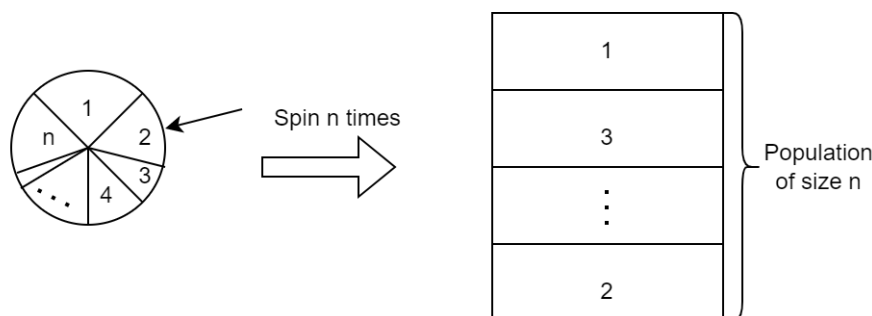 1
2
3
4
. . .
n
Spin n times
1
3
⋮
2
Population
of size n